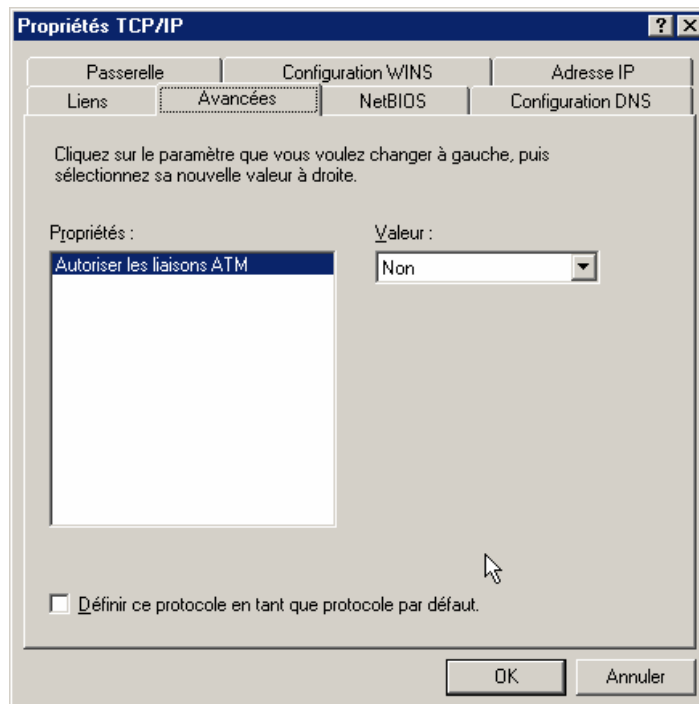 Propriétés TCP/IP
Passerelle
Configuration WINS
Adresse IP
Liens
Avancées
NetBIOS
Configuration DNS
Cliquez sur le paramètre que vous voulez changer à gauche, puis
sélectionnez sa nouvelle valeur à droite.
Propriétés :
Valeur :
Autoriser les liaisons ATM
Non
Définir ce protocole en tant que protocole par défaut.
OK
Annuler